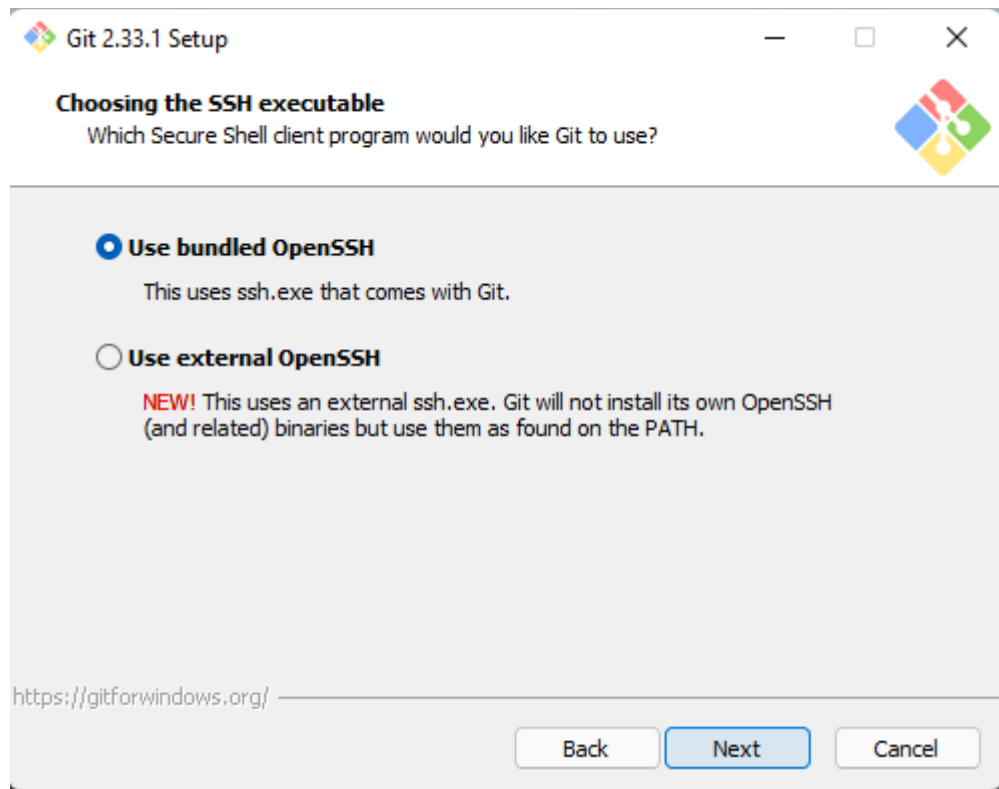 Git 2.33.1 Setup
Choosing the SSH executable
Which Secure Shell client program would you like Git to use?
Use bundled OpenSSH
This uses ssh.exe that comes with Git.
Use external OpenSSH
NEW! This uses an external ssh.exe. Git will not install its own OpenSSH
(and related) binaries but use them as found on the PATH.
https://gitforwindows.org/
Back Next Cancel